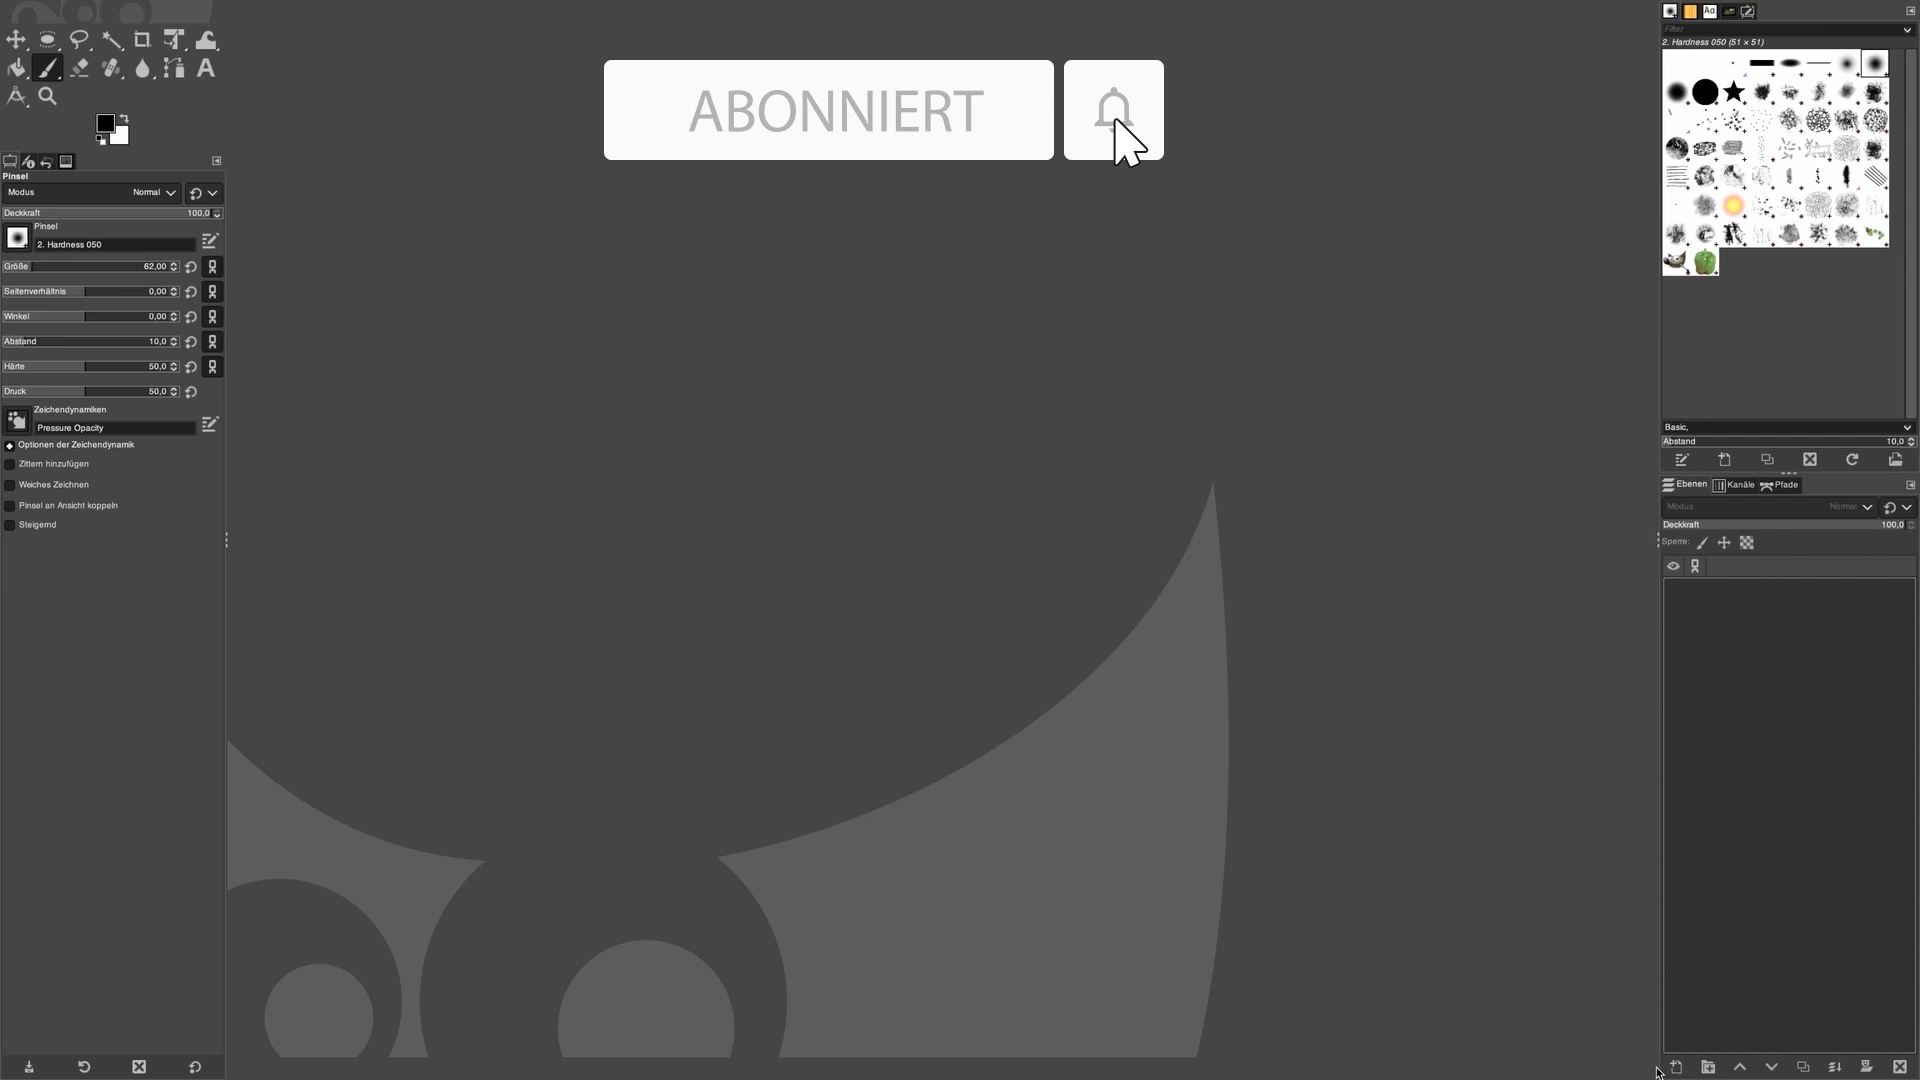 ABONNIERT
Pinsel
Modus Normal
Deckkraft 100,0
Pinsel
2. Hardness 050
Größe 62,00
Seitenverhältnis 0,00
Winkel 0,00
Abstand 10,0
Härte 50,0
Druck 50,0
Zeichendynamiken
Pressure Opacity
Optionen der Zeichendynamik
Zittern hinzufügen
Weiches Zeichnen
Pinsel an Ansicht koppeln
Steigernd
Aa
Filter
2. Hardness 050 (51 × 51)
Basic,
Abstand 10,0
Ebenen Kanäle Pfade
Modus Normal
Deckkraft 100,0
Sperre: